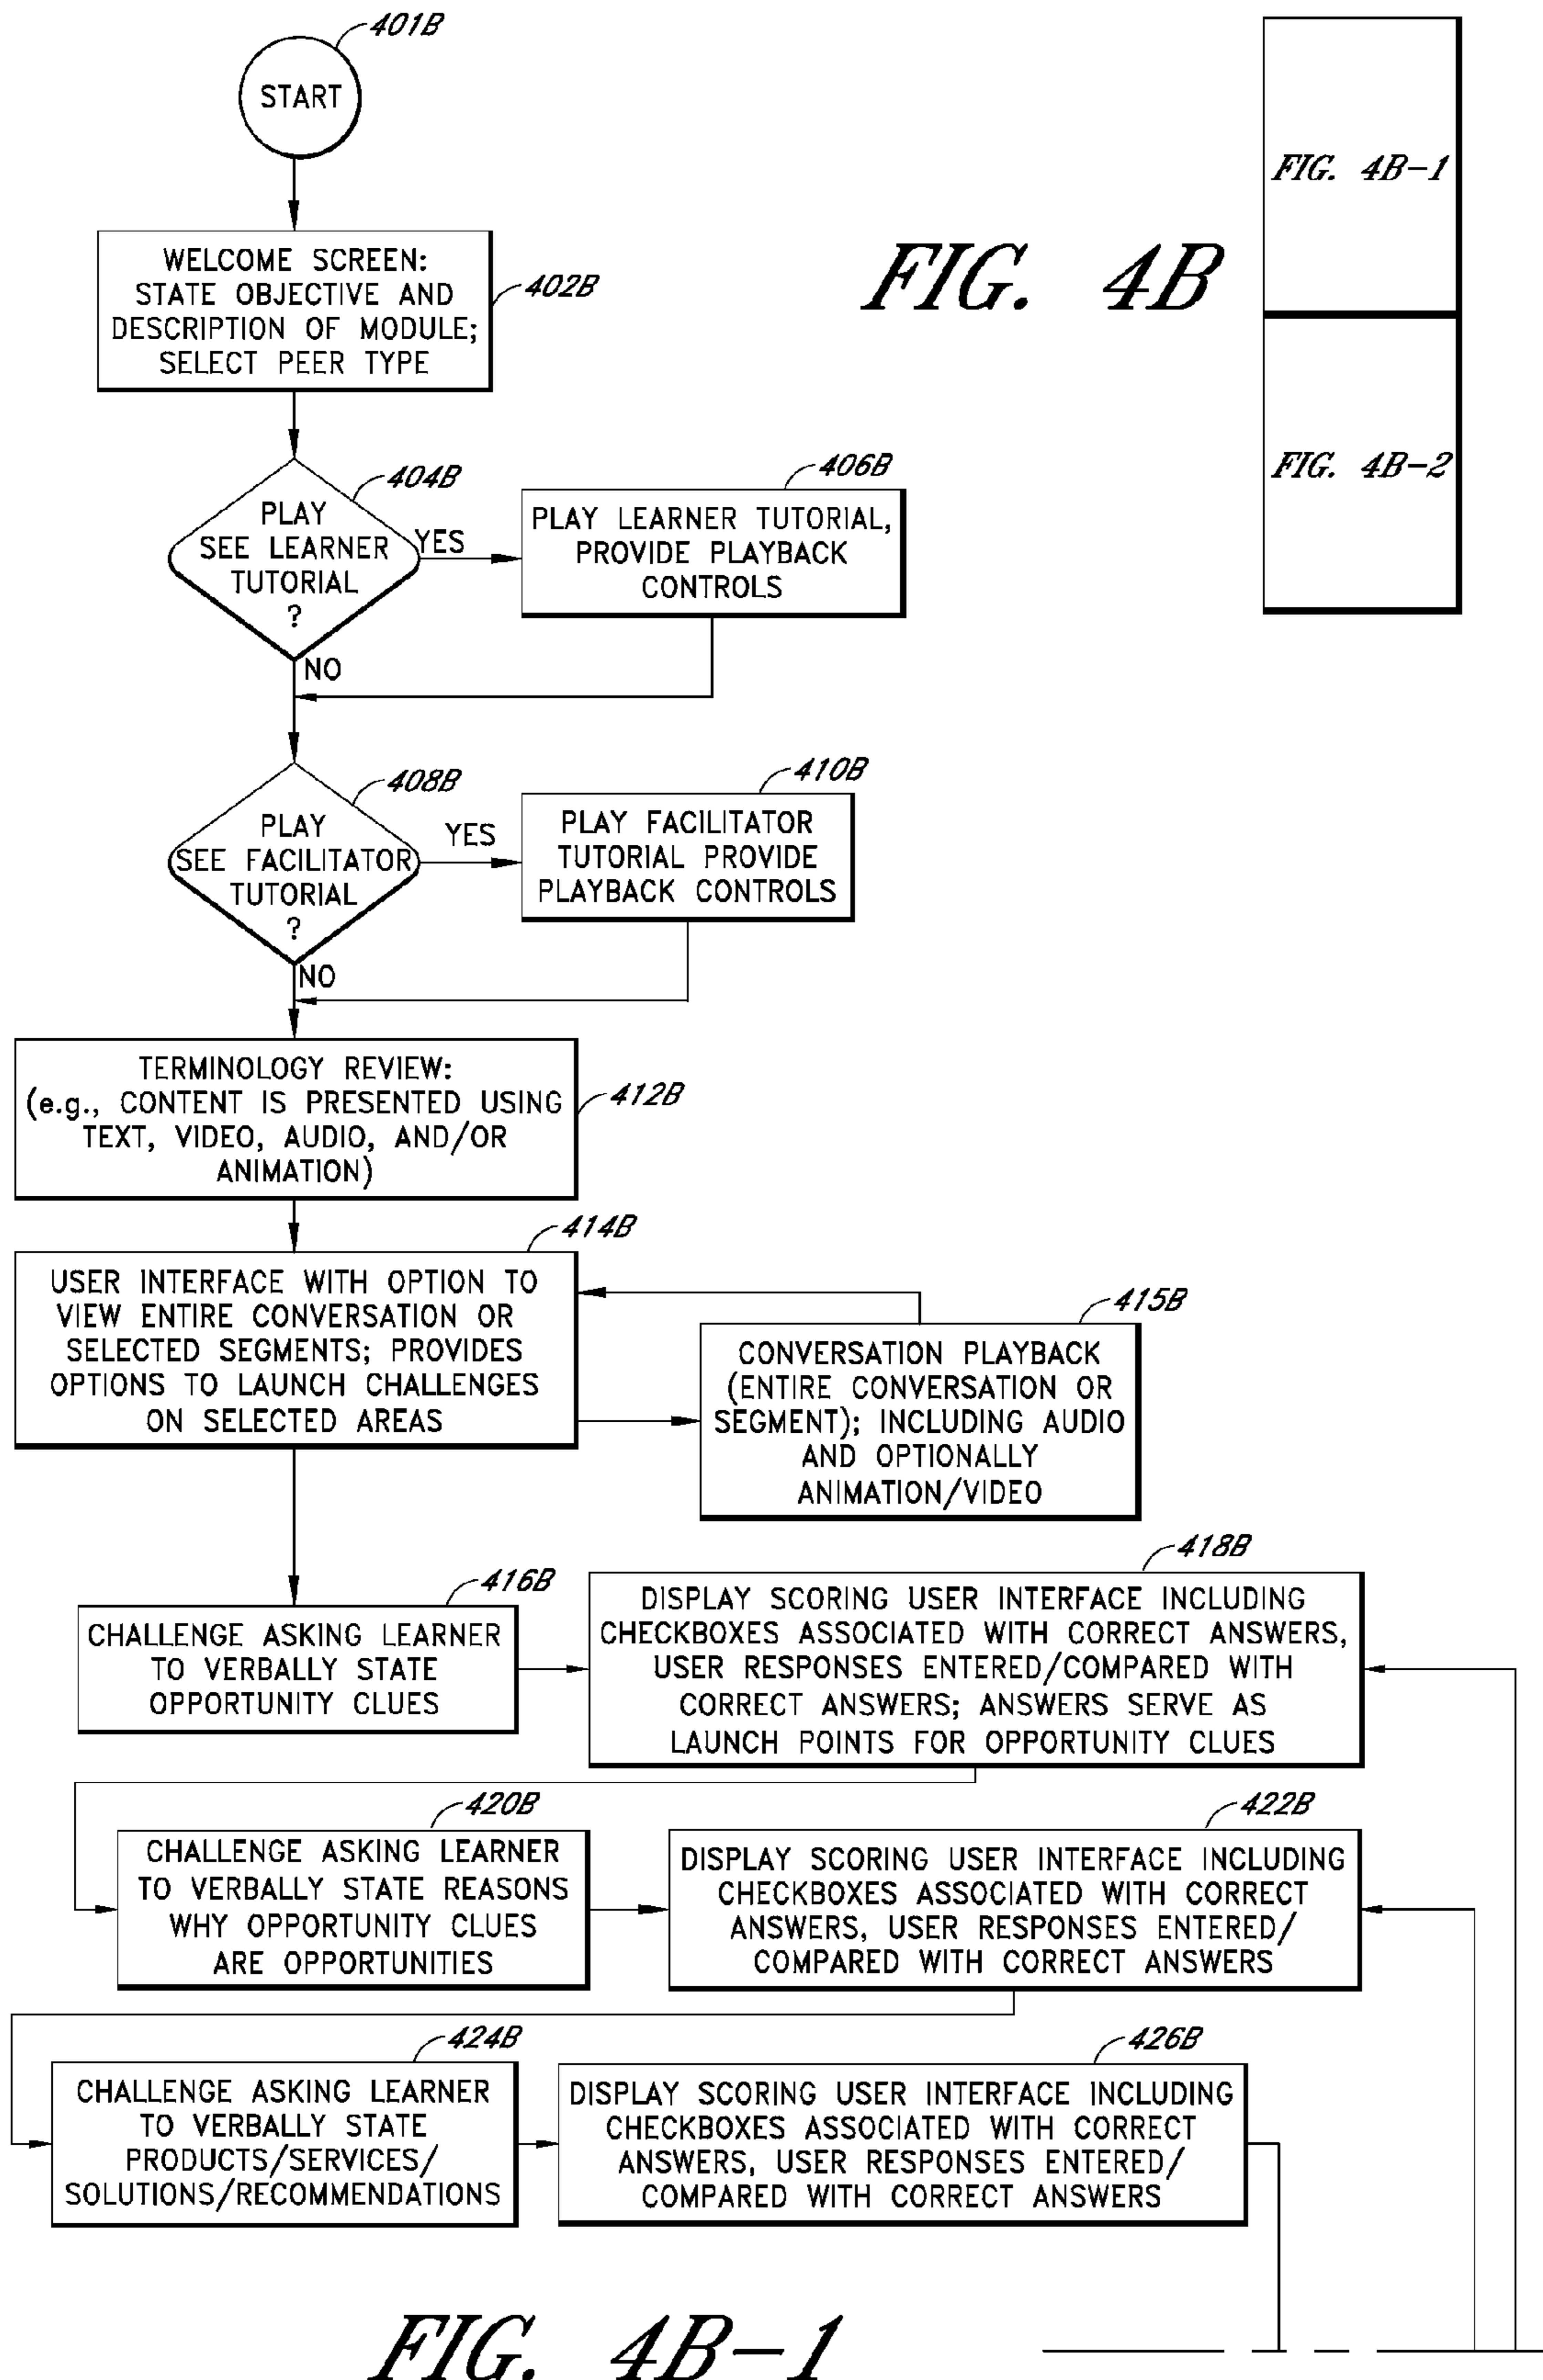 401B
START
WELCOME SCREEN:
STATE OBJECTIVE AND
DESCRIPTION OF MODULE;
SELECT PEER TYPE
402B
FIG. 4B
FIG. 4B-1
FIG. 4B-2
404B
PLAY
SEE LEARNER
TUTORIAL
?
YES
NO
406B
PLAY LEARNER TUTORIAL,
PROVIDE PLAYBACK
CONTROLS
408B
PLAY
SEE FACILITATOR
TUTORIAL
?
YES
NO
410B
PLAY FACILITATOR
TUTORIAL PROVIDE
PLAYBACK CONTROLS
TERMINOLOGY REVIEW:
(e.g., CONTENT IS PRESENTED USING
TEXT, VIDEO, AUDIO, AND/OR
ANIMATION)
412B
414B
USER INTERFACE WITH OPTION TO
VIEW ENTIRE CONVERSATION OR
SELECTED SEGMENTS; PROVIDES
OPTIONS TO LAUNCH CHALLENGES
ON SELECTED AREAS
415B
CONVERSATION PLAYBACK
(ENTIRE CONVERSATION OR
SEGMENT); INCLUDING AUDIO
AND OPTIONALLY
ANIMATION/VIDEO
416B
CHALLENGE ASKING LEARNER
TO VERBALLY STATE
OPPORTUNITY CLUES
418B
DISPLAY SCORING USER INTERFACE INCLUDING
CHECKBOXES ASSOCIATED WITH CORRECT ANSWERS,
USER RESPONSES ENTERED/COMPARED WITH
CORRECT ANSWERS; ANSWERS SERVE AS
LAUNCH POINTS FOR OPPORTUNITY CLUES
420B
CHALLENGE ASKING LEARNER
TO VERBALLY STATE REASONS
WHY OPPORTUNITY CLUES
ARE OPPORTUNITIES
422B
DISPLAY SCORING USER INTERFACE INCLUDING
CHECKBOXES ASSOCIATED WITH CORRECT
ANSWERS, USER RESPONSES ENTERED/
COMPARED WITH CORRECT ANSWERS
424B
CHALLENGE ASKING LEARNER
TO VERBALLY STATE
PRODUCTS/SERVICES/
SOLUTIONS/RECOMMENDATIONS
426B
DISPLAY SCORING USER INTERFACE INCLUDING
CHECKBOXES ASSOCIATED WITH CORRECT
ANSWERS, USER RESPONSES ENTERED/
COMPARED WITH CORRECT ANSWERS
FIG. 4B-1